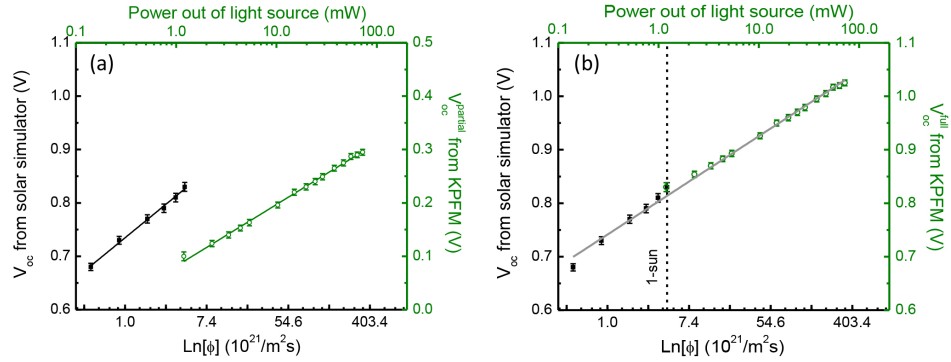 Power out of light source (mW)
0.1 1.0 10.0 100.0
(a)
V_oc from solar simulator (V)
1.1
1.0
0.9
0.8
0.7
0.6
0.5
0.4
0.3
0.2
0.1
0.0
V_oc^partial from KPFM (V)
1.0 7.4 54.6 403.4
Ln[ϕ] (10^21/m^2s)
Power out of light source (mW)
0.1 1.0 10.0 100.0
(b)
V_oc from solar simulator (V)
1.1
1.0
0.9
0.8
0.7
0.6
1-sun
1.1
1.0
0.9
0.8
0.7
0.6
V_oc^full from KPFM (V)
1.0 7.4 54.6 403.4
Ln[ϕ] (10^21/m^2s)